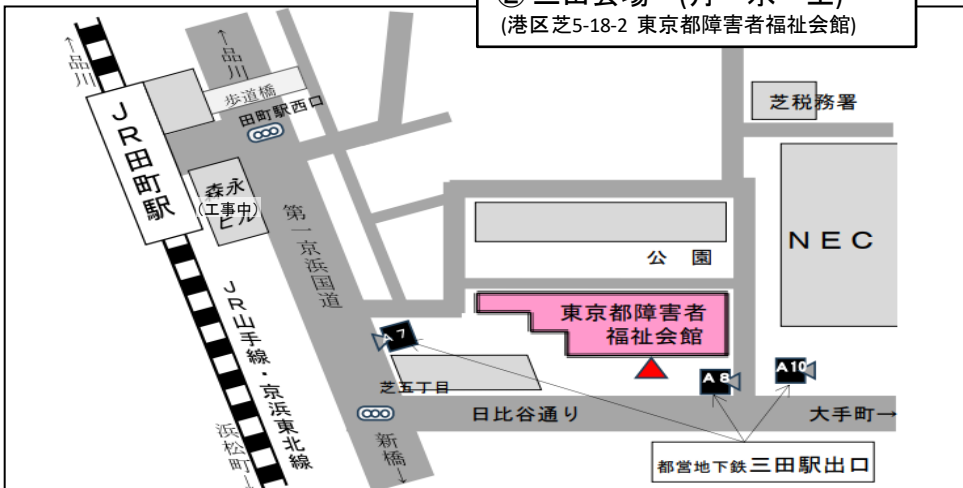 (港区芝5-18-2 東京都障害者福祉会館)
↑品川
↑品川
歩道橋
田町駅西口
芝税務署
JR田町駅
森永ビル
(工事中)
第一京浜国道
NEC
公園
東京都障害者
福祉会館
JR山手線・京浜東北線
A7
芝五丁目
A8
A10
日比谷通り
大手町→
浜松町↓
新橋↓
都営地下鉄三田駅出口